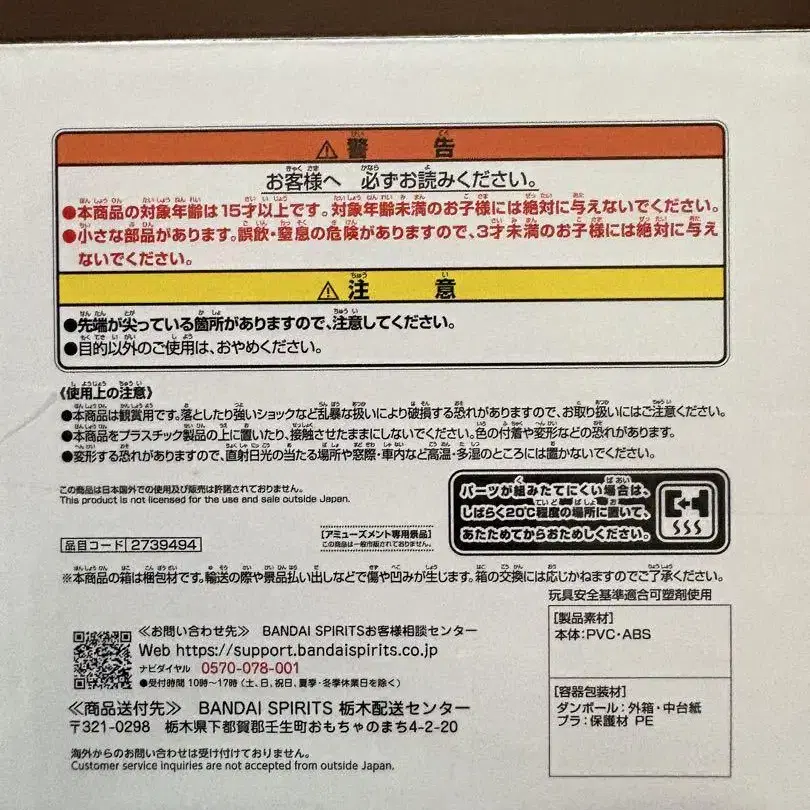 ⚠警告
お客様へ 必ずお読みください。
●本商品の対象年齢は15才以上です。対象年齢未満のお子様には絶対に与えないでください。
●小さな部品があります。誤飲・窒息の危険がありますので、3才未満のお子様には絶対に与え
ないでください。
⚠注意
●先端が尖っている箇所がありますので、注意してください。
●目的以外のご使用は、おやめください。
《使用上の注意》
●本商品は観賞用です。落としたり強いショックなど乱暴な扱いにより破損する恐れがありますので、お取り扱いにはご注意ください。
●本商品をプラスチック製品の上に置いたり、接触させたままにしないでください。色の付着や変形などの恐れがあります。
●変形する恐れがありますので、直射日光の当たる場所や窓際・車内など高温・多湿のところには置かないでください。
この商品は日本国外での使用及び販売は許諾されておりません。
This product is not licensed for the use and sale outside Japan.
パーツが組みたてにくい場合は、
しばらく20℃程度の場所に置いて、
あたためてからおためしください。
品目コード 2739494
【アミューズメント専用景品】
この商品は一般市販されておりません。
※本商品の箱は梱包材です。輸送の際や景品払い出しなどで傷や凹みが生じます。箱の交換には応じかねますのでご了承ください。
玩具安全基準適合可塑剤使用
[製品素材]
本体:PVC・ABS
[容器包装材]
ダンボール:外箱・中台紙
プラ:保護材 PE
≪お問い合わせ先≫ BANDAI SPIRITSお客様相談センター
Web https://support.bandaispirits.co.jp
ナビダイヤル 0570-078-001
●受付時間 10時〜17時(土、日、祝日、夏季・冬季休業日を除く)
≪商品送付先≫ BANDAI SPIRITS 栃木配送センター
〒321-0298 栃木県下都賀郡壬生町おもちゃのまち4-2-20
海外からのお問い合わせは受け付けておりません。
Customer service inquiries are not accepted from outside Japan.